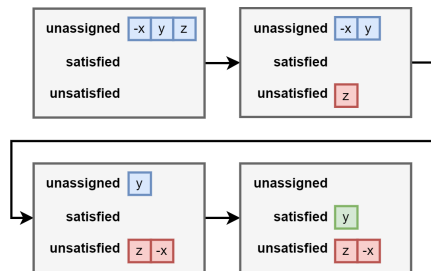 unassigned -x y z
satisfied
unsatisfied
unassigned -x y
satisfied
unsatisfied z
unassigned y
satisfied
unsatisfied z -x
unassigned
satisfied y
unsatisfied z -x